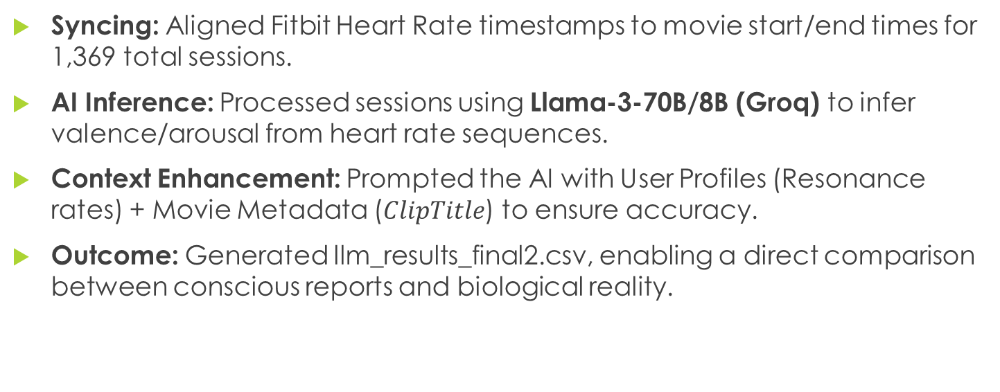 Syncing: Aligned Fitbit Heart Rate timestamps to movie start/end times for
1,369 total sessions.
AI Inference: Processed sessions using Llama-3-70B/8B (Groq) to infer
valence/arousal from heart rate sequences.
Context Enhancement: Prompted the AI with User Profiles (Resonance
rates) + Movie Metadata (ClipTitle) to ensure accuracy.
Outcome: Generated llm_results_final2.csv, enabling a direct comparison
between conscious reports and biological reality.